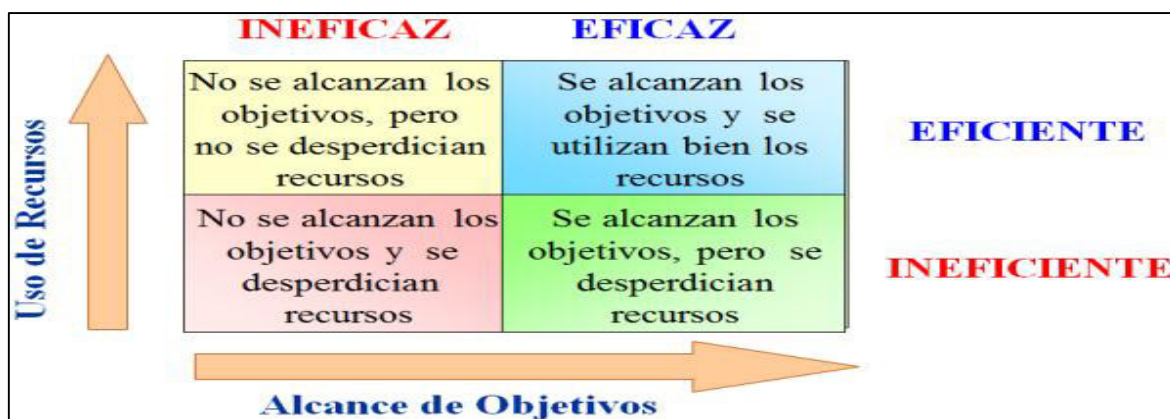 INEFICAZ
EFICAZ
No se alcanzan los
objetivos, pero
no se desperdician
recursos
Se alcanzan los
objetivos y se
utilizan bien los
recursos
EFICIENTE
No se alcanzan los
objetivos y se
desperdician
recursos
Se alcanzan los
objetivos, pero se
desperdician
recursos
INEFICIENTE
Uso de Recursos
Alcance de Objetivos